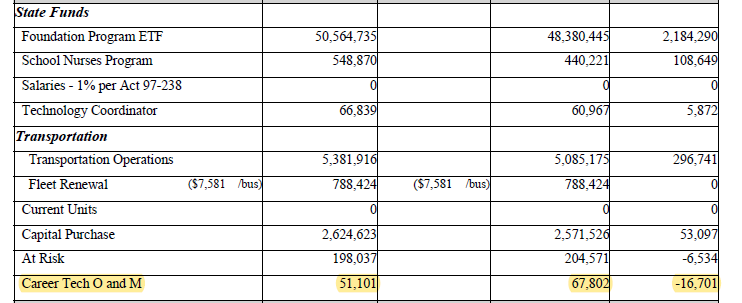 State Funds
Foundation Program ETF 50,564,735 48,380,445 2,184,290
School Nurses Program 548,870 440,221 108,649
Salaries - 1% per Act 97-238 0 0 0
Technology Coordinator 66,839 60,967 5,872
Transportation
Transportation Operations 5,381,916 5,085,175 296,741
Fleet Renewal ($7,581 /bus) 788,424 ($7,581 /bus) 788,424 0
Current Units 0 0 0
Capital Purchase 2,624,623 2,571,526 53,097
At Risk 198,037 204,571 -6,534
Career Tech O and M 51,101 67,802 -16,701